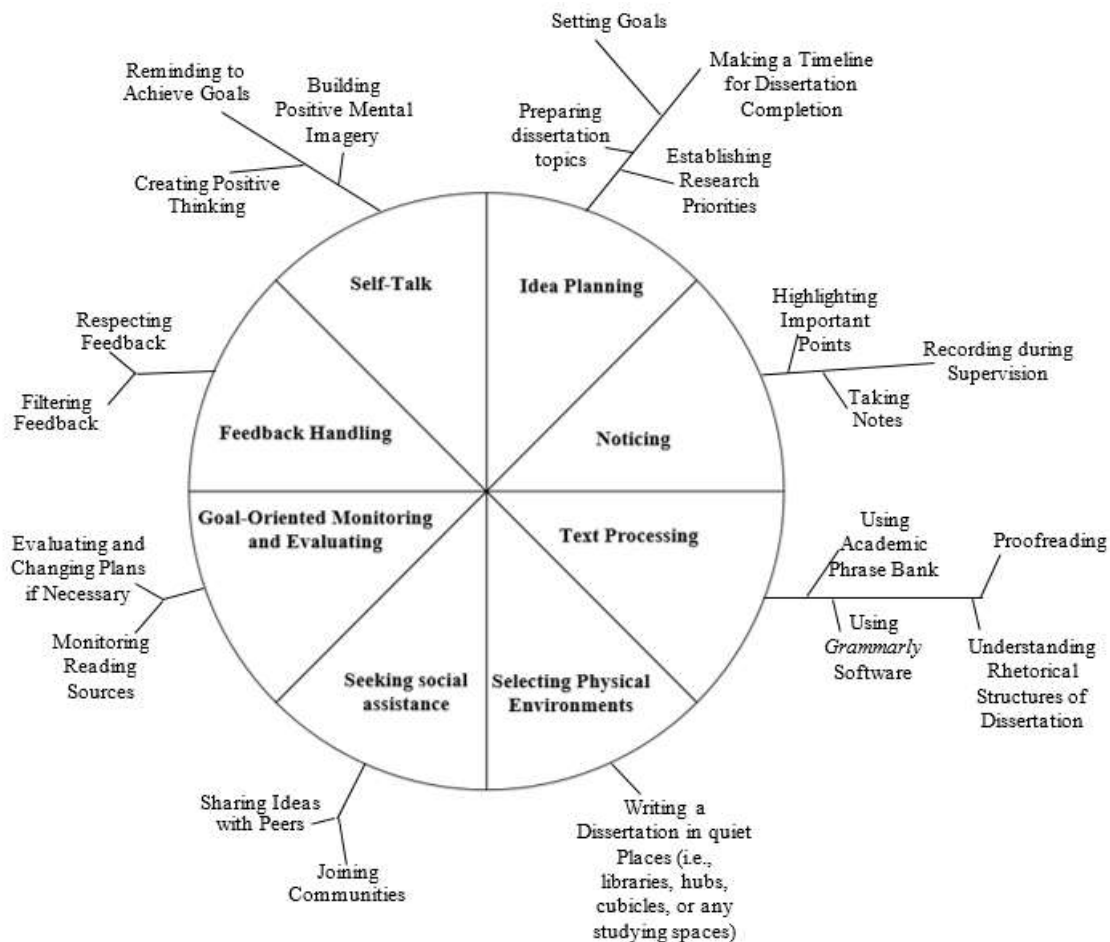 Setting Goals
Reminding to
Achieve Goals
Building
Positive Mental
Imagery
Creating Positive
Thinking
Making a Timeline
for Dissertation
Completion
Preparing
dissertation
topics
Establishing
Research
Priorities
Self-Talk
Idea Planning
Highlighting
Important
Points
Recording during
Supervision
Taking
Notes
Respecting
Feedback
Filtering
Feedback
Feedback Handling
Noticing
Goal-Oriented Monitoring
and Evaluating
Text Processing
Using
Academic
Phrase Bank
Proofreading
Evaluating and
Changing Plans
if Necessary
Monitoring
Reading
Sources
Using
Grammarly
Software
Understanding
Rhetorical
Structures of
Dissertation
Seeking social
assistance
Selecting Physical
Environments
Sharing Ideas
with Peers
Joining
Communities
Writing a
Dissertation in quiet
Places (i.e.,
libraries, hubs,
cubicles, or any
studying spaces)